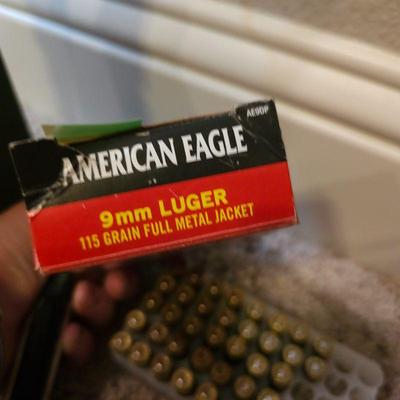 AE9DP
AMERICAN EAGLE
9mm LUGER
115 GRAIN FULL METAL JACKET